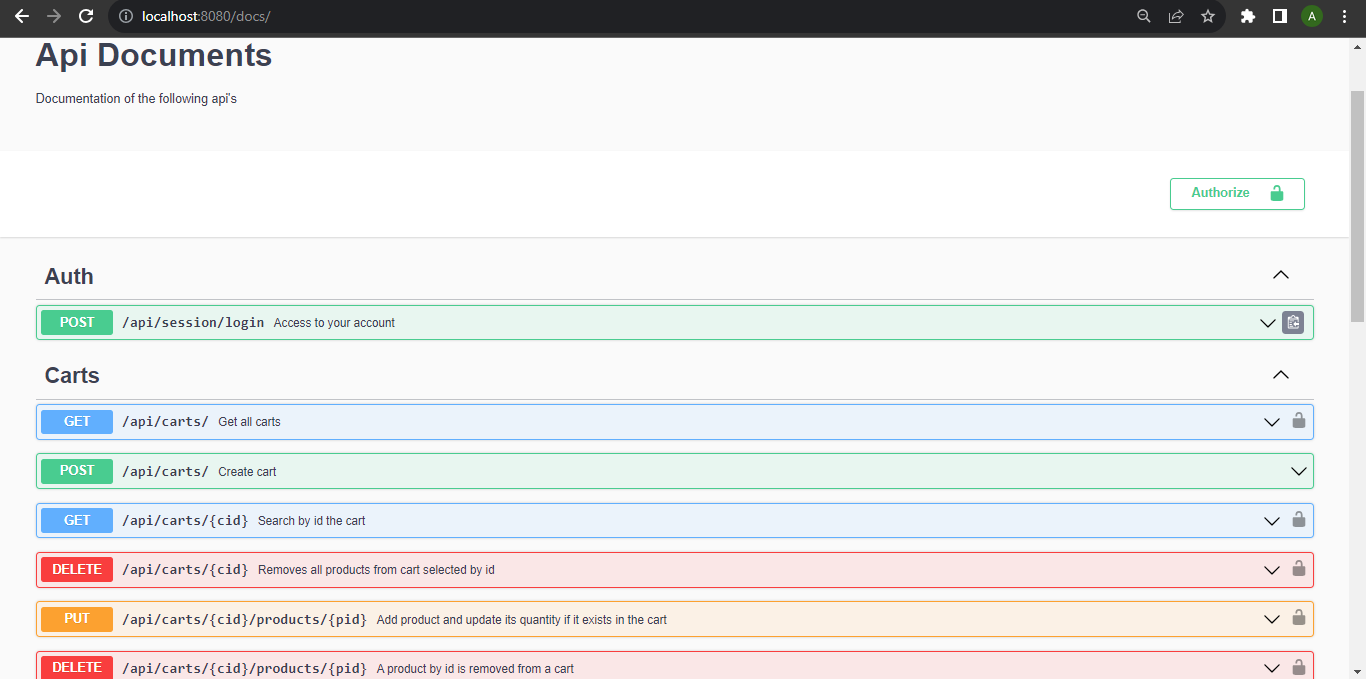 localhost:8080/docs/
A
Api Documents
Documentation of the following api's
Authorize
Auth
POST /api/session/login Access to your account
Carts
GET /api/carts/ Get all carts
POST /api/carts/ Create cart
GET /api/carts/{cid} Search by id the cart
DELETE /api/carts/{cid} Removes all products from cart selected by id
PUT /api/carts/{cid}/products/{pid} Add product and update its quantity if it exists in the cart
DELETE /api/carts/{cid}/products/{pid} A product by id is removed from a cart